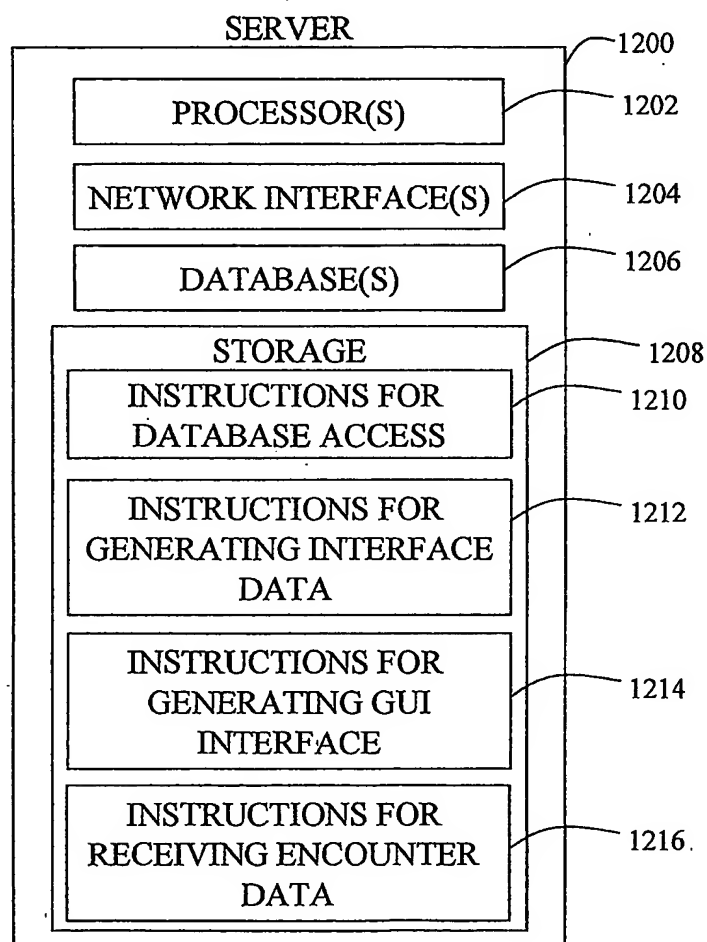 SERVER
1200
PROCESSOR(S)
1202
NETWORK INTERFACE(S)
1204
DATABASE(S)
1206
STORAGE
1208
INSTRUCTIONS FOR
DATABASE ACCESS
1210
INSTRUCTIONS FOR
GENERATING INTERFACE
DATA
1212
INSTRUCTIONS FOR
GENERATING GUI
INTERFACE
1214
INSTRUCTIONS FOR
RECEIVING ENCOUNTER
DATA
1216